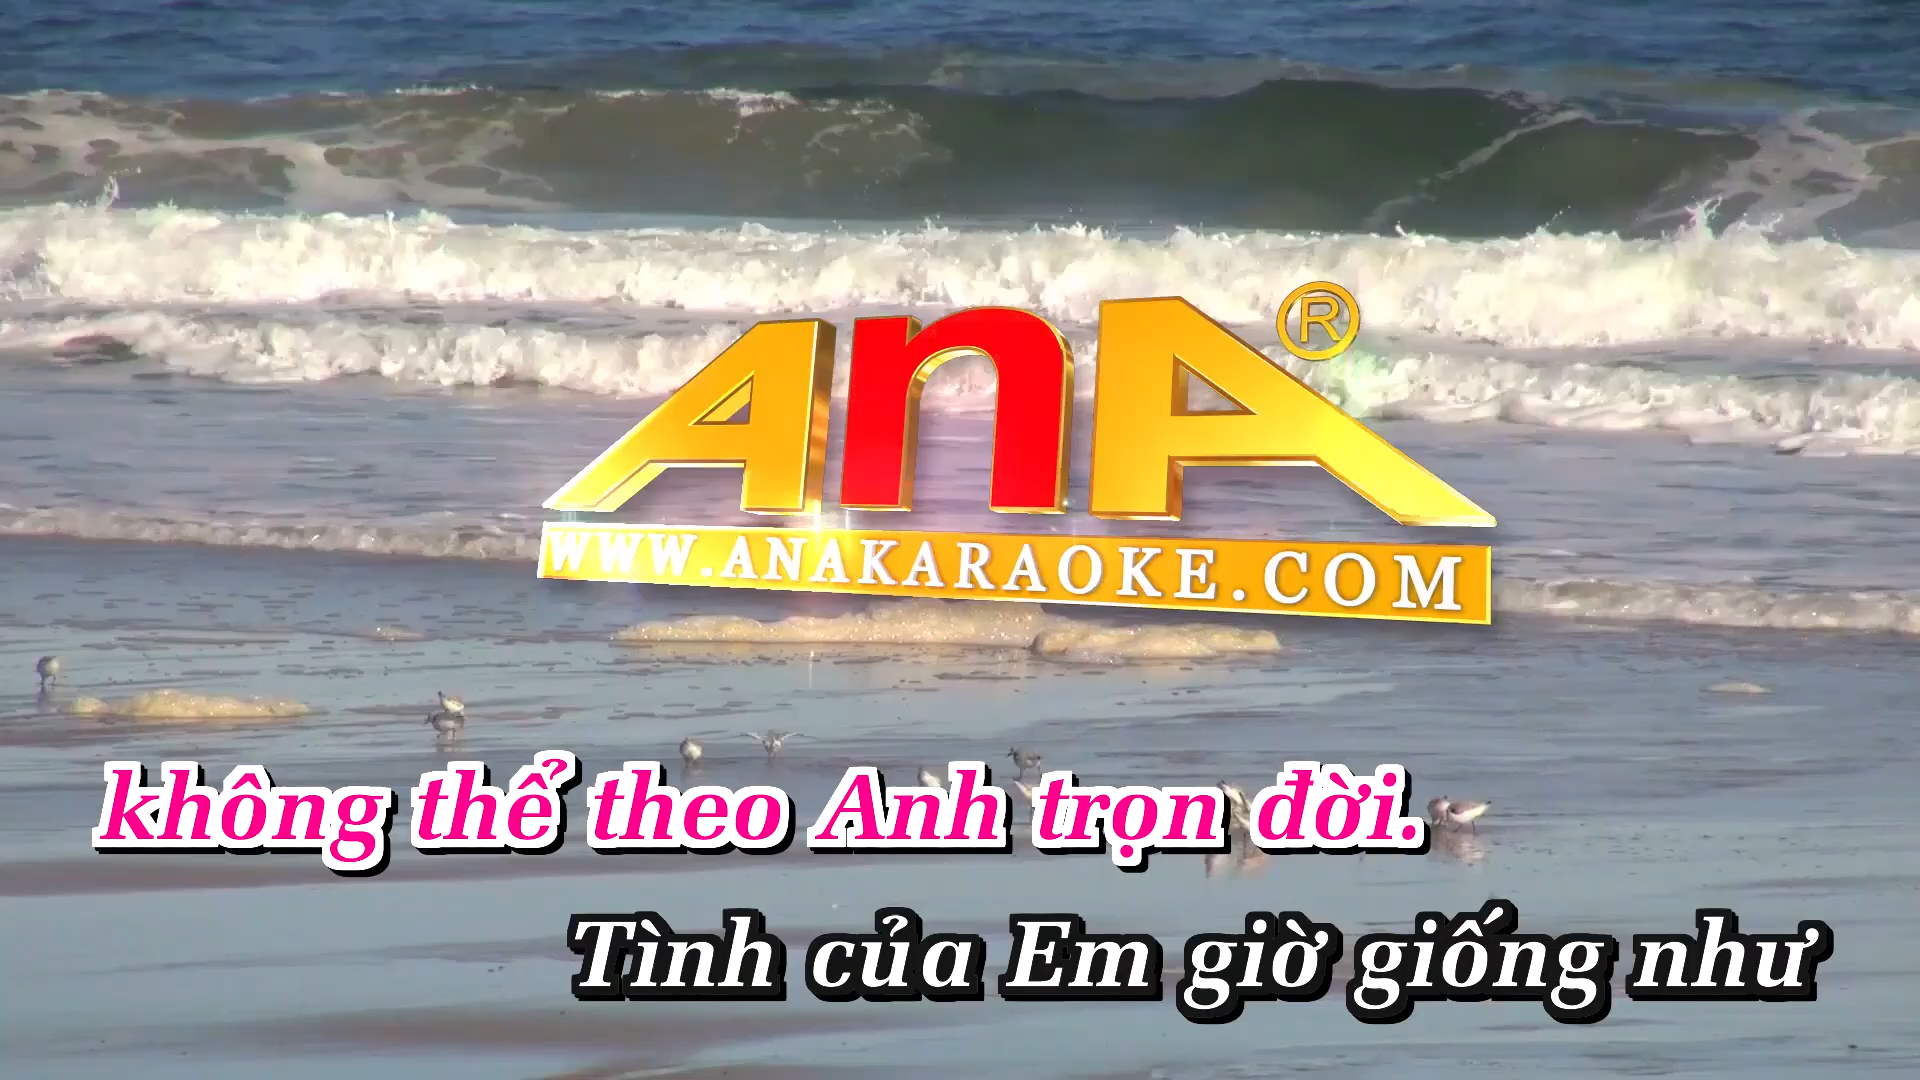 AnA®
WWW.ANAKARAOKE.COM
không thể theo Anh trọn đời.
Tình của Em giờ giống như